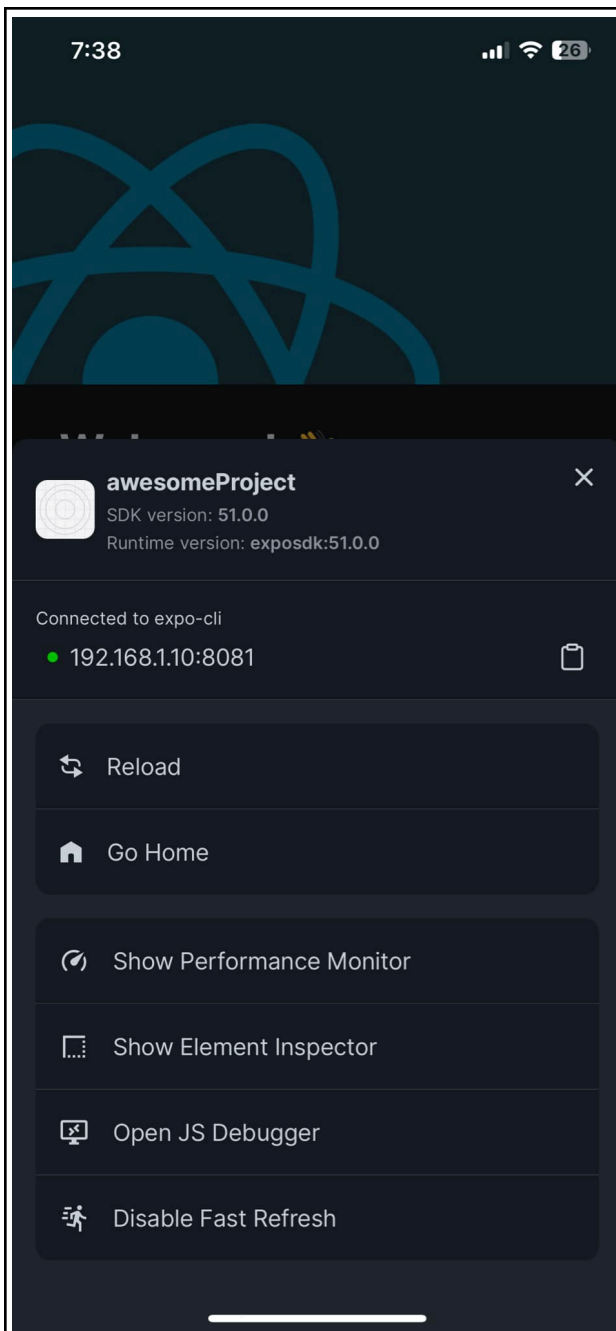 7:38
26
awesomeProject
SDK version: 51.0.0
Runtime version: exposdk:51.0.0
Connected to expo-cli
192.168.1.10:8081
Reload
Go Home
Show Performance Monitor
Show Element Inspector
Open JS Debugger
Disable Fast Refresh